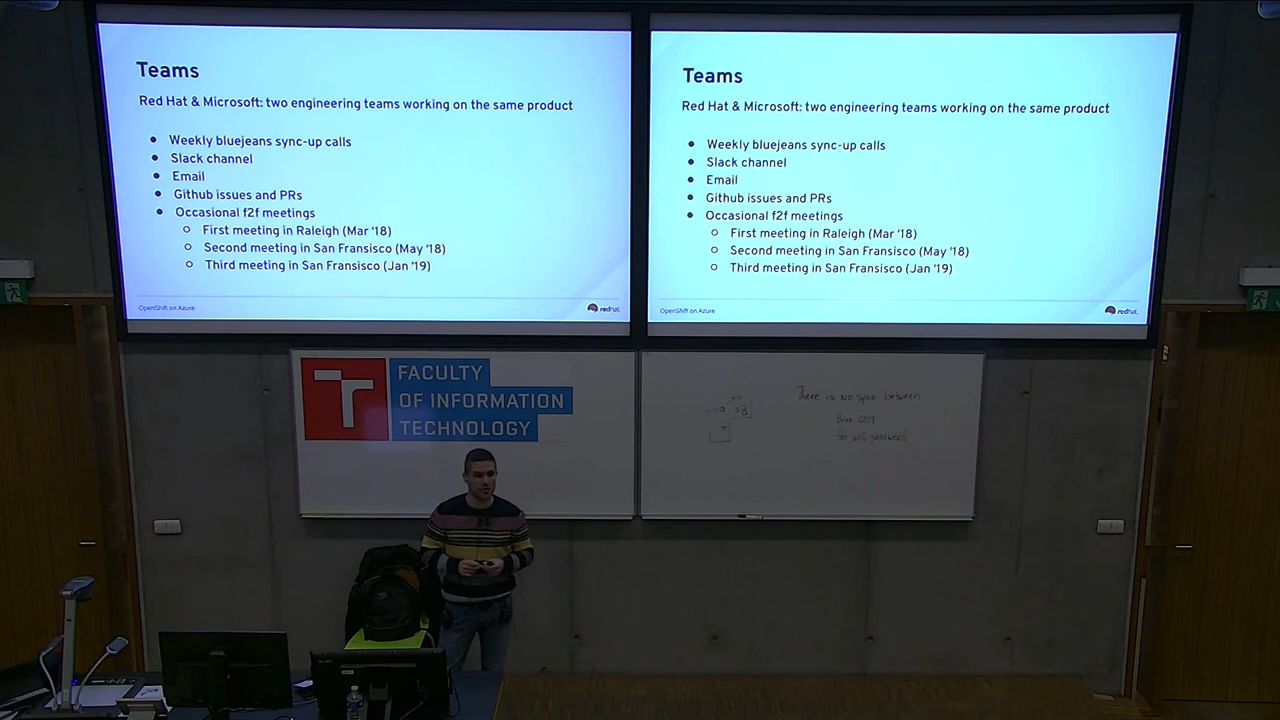 Teams
Red Hat & Microsoft: two engineering teams working on the same product
Weekly bluejeans sync-up calls
Slack channel
Email
Github issues and PRs
Occasional f2f meetings
First meeting in Raleigh (Mar '18)
Second meeting in San Fransisco (May '18)
Third meeting in San Fransisco (Jan '19)
OpenShift on Azure
redhat.
Teams
Red Hat & Microsoft: two engineering teams working on the same product
Weekly bluejeans sync-up calls
Slack channel
Email
Github issues and PRs
Occasional f2f meetings
First meeting in Raleigh (Mar '18)
Second meeting in San Fransisco (May '18)
Third meeting in San Fransisco (Jan '19)
OpenShift on Azure
redhat.
T
FACULTY
OF INFORMATION
TECHNOLOGY
There is NO space between
for wifi password